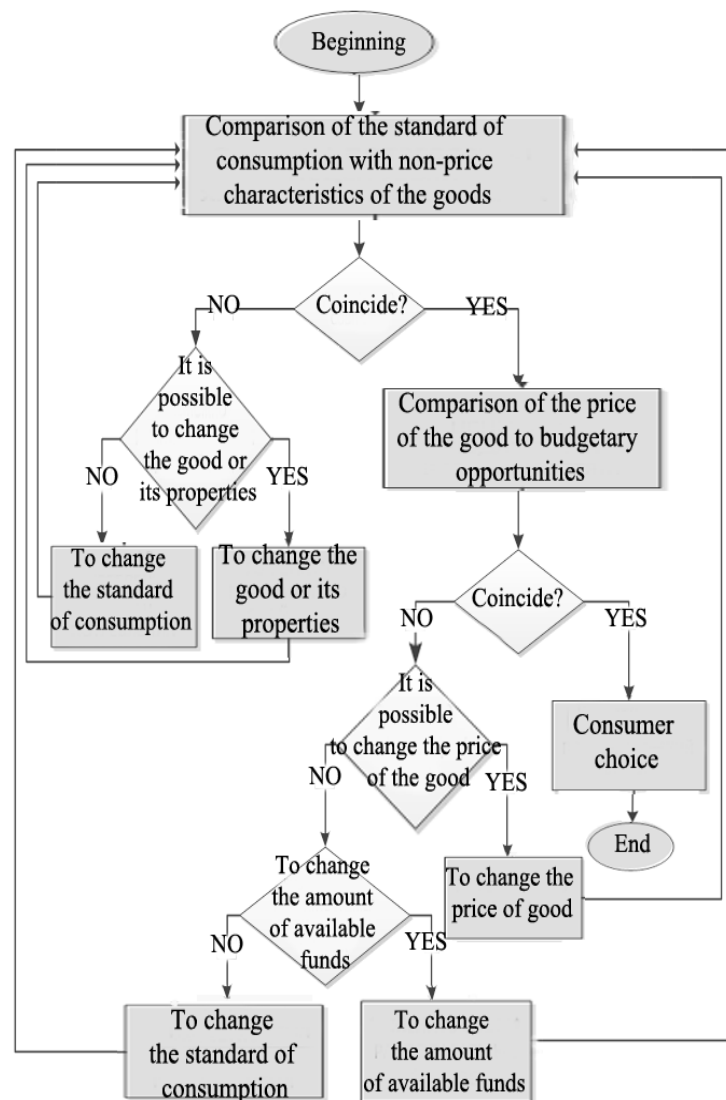 Beginning
Comparison of the standard of
consumption with non-price
characteristics of the goods
NO
Coincide?
YES
It is
possible
to change
the good or
its properties
NO
YES
Comparison of the price
of the good to budgetary
opportunities
To change
the standard
of consumption
To change the
good or its
properties
Coincide?
NO
YES
It is
possible
to change the price
of the good
NO
YES
Consumer
choice
End
To change
the amount
of available
funds
To change the
price of good
NO
YES
To change
the standard of
consumption
To change
the amount
of available funds